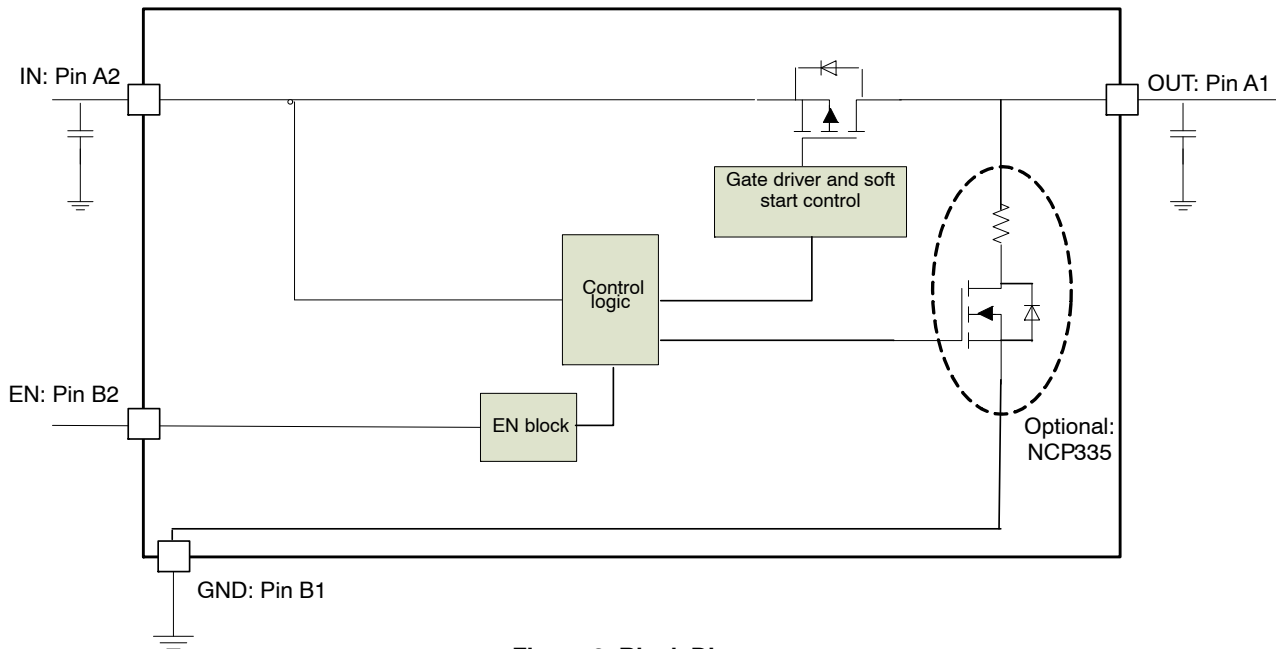 IN: Pin A2
OUT: Pin A1
Gate driver and soft
start control
Control
logic
EN: Pin B2
EN block
Optional:
NCP335
GND: Pin B1